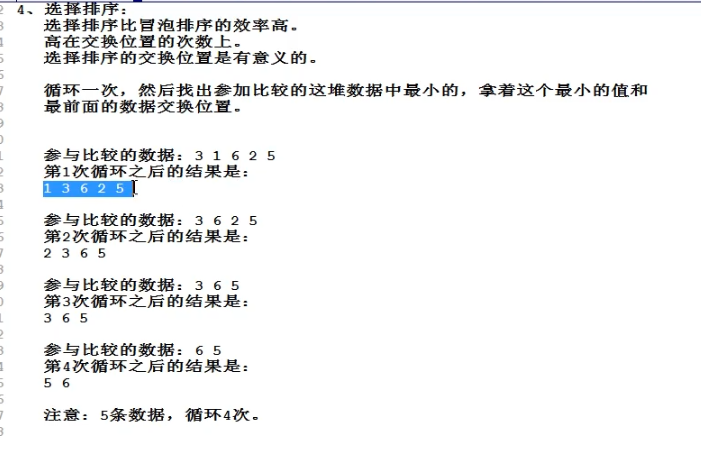 4、选择排序：
选择排序比冒泡排序的效率高。
高在交换位置的次数上。
选择排序的交换位置是有意义的。
循环一次，然后找出参加比较的这堆数据中最小的，拿着这个最小的值和
最前面的数据交换位置。
参与比较的数据：3 1 6 2 5
第1次循环之后的结果是：
1 3 6 2 5
参与比较的数据：3 6 2 5
第2次循环之后的结果是：
2 3 6 5
参与比较的数据：3 6 5
第3次循环之后的结果是：
3 6 5
参与比较的数据：6 5
第4次循环之后的结果是：
5 6
注意：5条数据，循环4次。